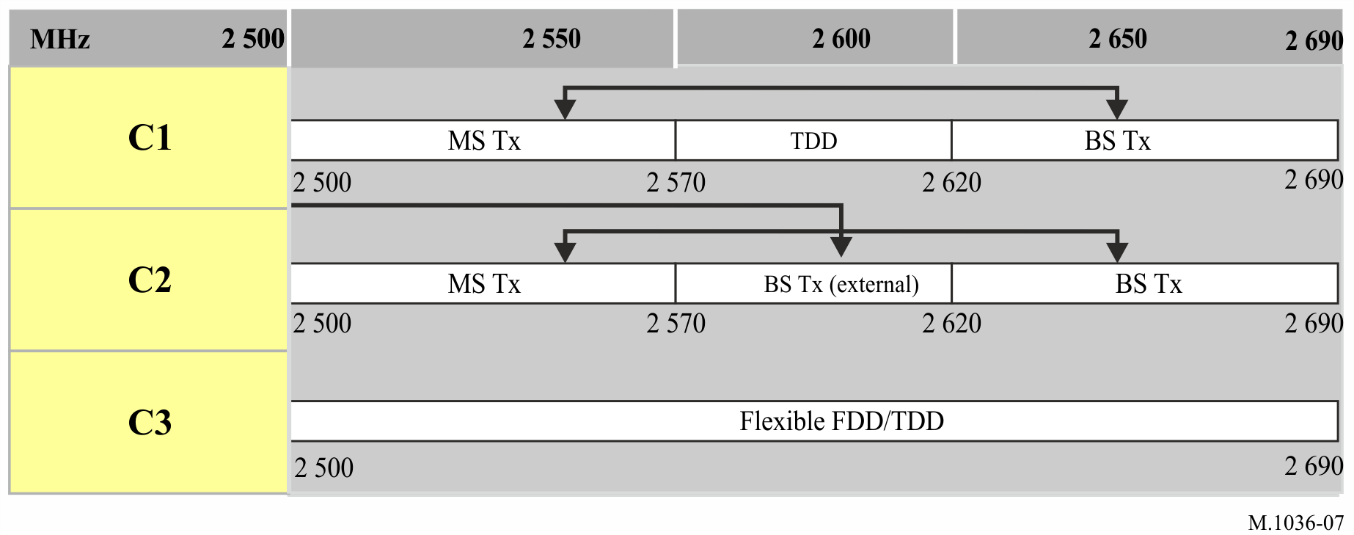 MHz 2 500 2 550 2 600 2 650 2 690
C1
MS Tx TDD BS Tx
2 500 2 570 2 620 2 690
C2
MS Tx BS Tx (external) BS Tx
2 500 2 570 2 620 2 690
C3
Flexible FDD/TDD
2 500 2 690
M.1036-07